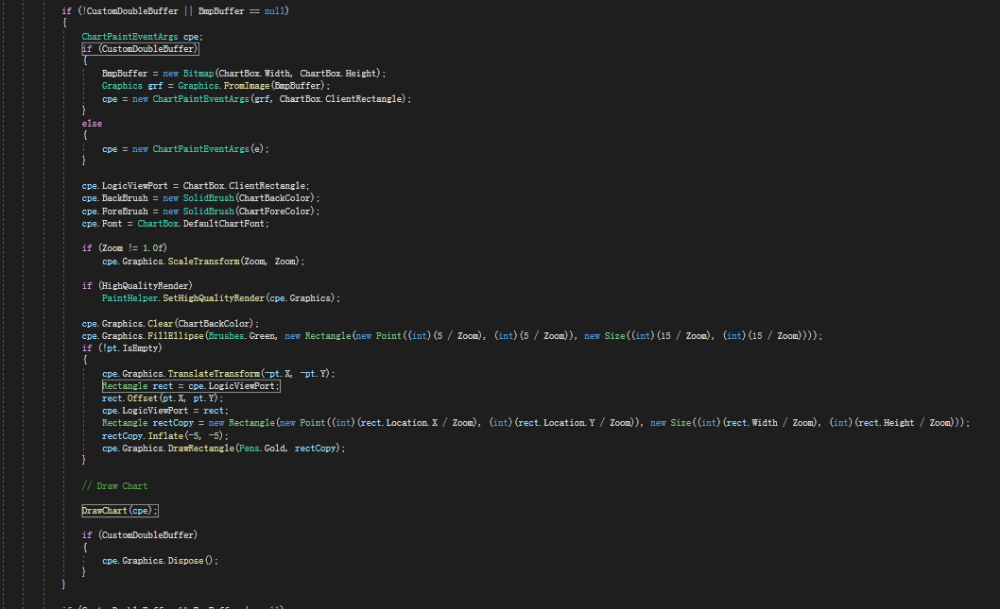 if (!CustomDoubleBuffer || BmpBuffer == null)
{
ChartPaintEventArgs cpe;
if (CustomDoubleBuffer)
{
BmpBuffer = new Bitmap(ChartBox.Width, ChartBox.Height);
Graphics grf = Graphics.FromImage(BmpBuffer);
cpe = new ChartPaintEventArgs(grf, ChartBox.ClientRectangle);
}
else
{
cpe = new ChartPaintEventArgs(e);
}
cpe.LogicViewPort = ChartBox.ClientRectangle;
cpe.BackBrush = new SolidBrush(ChartBackColor);
cpe.ForeBrush = new SolidBrush(ChartForeColor);
cpe.Font = ChartBox.DefaultChartFont;
if (Zoom != 1.0f)
cpe.Graphics.ScaleTransform(Zoom, Zoom);
if (HighQualityRender)
PaintHelper.SetHighQualityRender(cpe.Graphics);
cpe.Graphics.Clear(ChartBackColor);
cpe.Graphics.FillEllipse(Brushes.Green, new Rectangle(new Point((int)(5 / Zoom), (int)(5 / Zoom)), new Size((int)(15 / Zoom), (int)(15 / Zoom))));
if (!pt.IsEmpty)
{
cpe.Graphics.TranslateTransform(-pt.X, -pt.Y);
Rectangle rect = cpe.LogicViewPort;
rect.Offset(pt.X, pt.Y);
cpe.LogicViewPort = rect;
Rectangle rectCopy = new Rectangle(new Point((int)(rect.Location.X / Zoom), (int)(rect.Location.Y / Zoom)), new Size((int)(rect.Width / Zoom), (int)(rect.Height / Zoom)));
rectCopy.Inflate(-5, -5);
cpe.Graphics.DrawRectangle(Pens.Gold, rectCopy);
}
// Draw Chart
DrawChart(cpe);
if (CustomDoubleBuffer)
{
cpe.Graphics.Dispose();
}
}